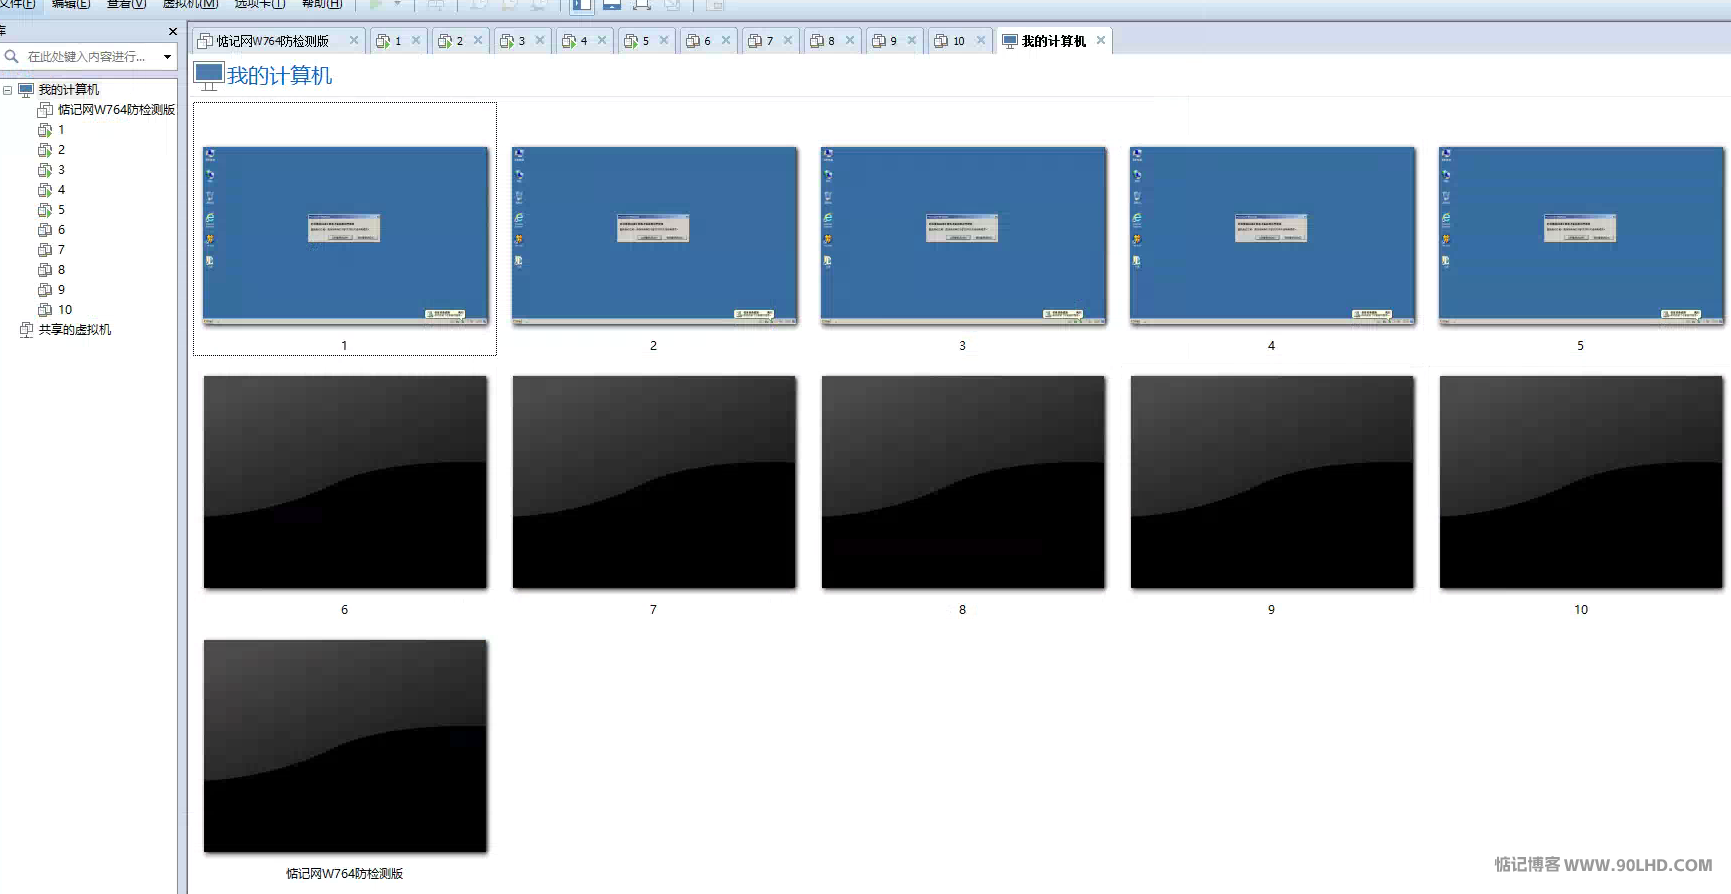 文件(F) 编辑(E) 查看(V) 虚拟机(M) 选项卡(T) 帮助(H)
库
在此处键入内容进行...
我的计算机
惦记网W764防检测版
1
2
3
4
5
6
7
8
9
10
共享的虚拟机
惦记网W764防检测版 1 2 3 4 5 6 7 8 9 10 我的计算机
我的计算机
1 2 3 4 5
6 7 8 9 10
惦记网W764防检测版
惦记博客 WWW.90LHD.COM